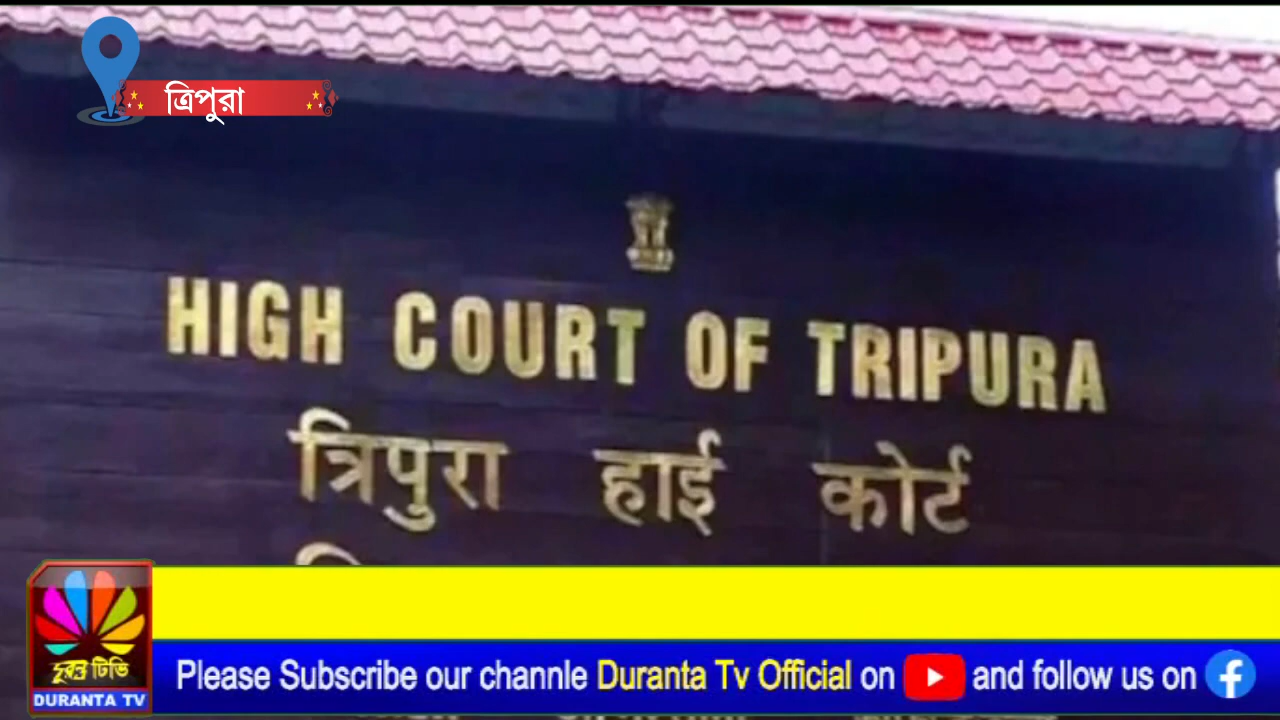 ত্রিপুরা
HIGH COURT OF TRIPURA
त्रिपुरा हाई कोर्ट
দুরন্ত টিভি
DURANTA TV
Please Subscribe our channle Duranta Tv Official on and follow us on